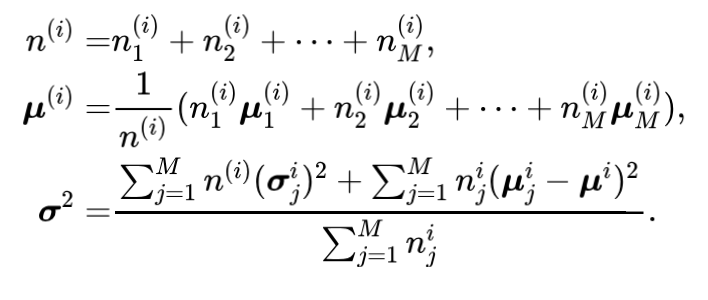 n^{(i)} = n_1^{(i)} + n_2^{(i)} + \cdots + n_M^{(i)},
\boldsymbol{\mu}^{(i)} = \frac{1}{n^{(i)}}(n_1^{(i)}\boldsymbol{\mu}_1^{(i)} + n_2^{(i)}\boldsymbol{\mu}_2^{(i)} + \cdots + n_M^{(i)}\boldsymbol{\mu}_M^{(i)}),
\boldsymbol{\sigma}^2 = \frac{\sum_{j=1}^{M} n^{(i)}(\boldsymbol{\sigma}_j^i)^2 + \sum_{j=1}^{M} n_j^i(\boldsymbol{\mu}_j^i - \boldsymbol{\mu}^i)^2}{\sum_{j=1}^{M} n_j^i}.